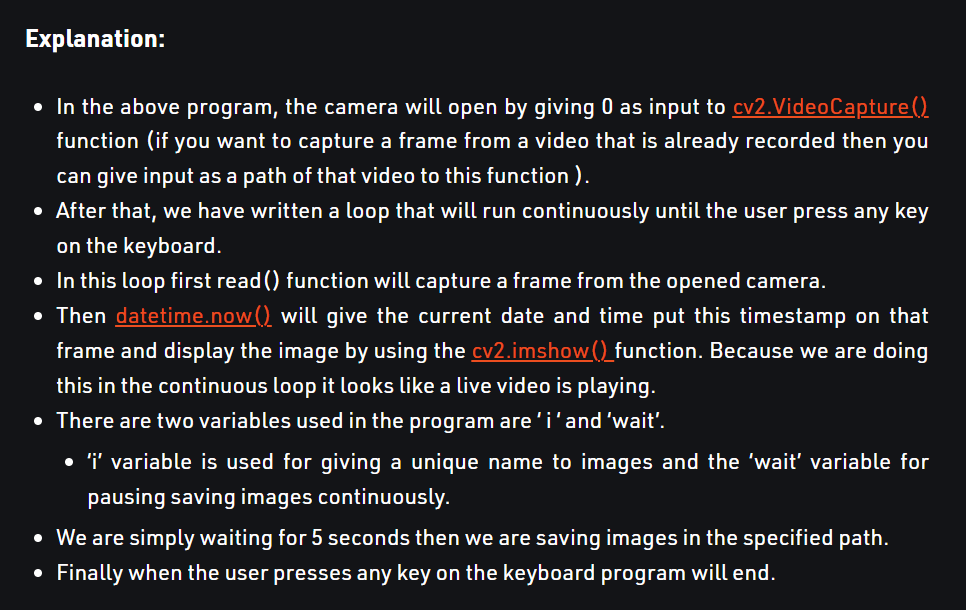 Explanation:
• In the above program, the camera will open by giving 0 as input to cv2.VideoCapture()
function (if you want to capture a frame from a video that is already recorded then you
can give input as a path of that video to this function ).
• After that, we have written a loop that will run continuously until the user press any key
on the keyboard.
• In this loop first read() function will capture a frame from the opened camera.
• Then datetime.now() will give the current date and time put this timestamp on that
frame and display the image by using the cv2.imshow() function. Because we are doing
this in the continuous loop it looks like a live video is playing.
• There are two variables used in the program are ‘ i ‘ and ‘wait’.
• ‘i’ variable is used for giving a unique name to images and the ‘wait’ variable for
pausing saving images continuously.
• We are simply waiting for 5 seconds then we are saving images in the specified path.
• Finally when the user presses any key on the keyboard program will end.